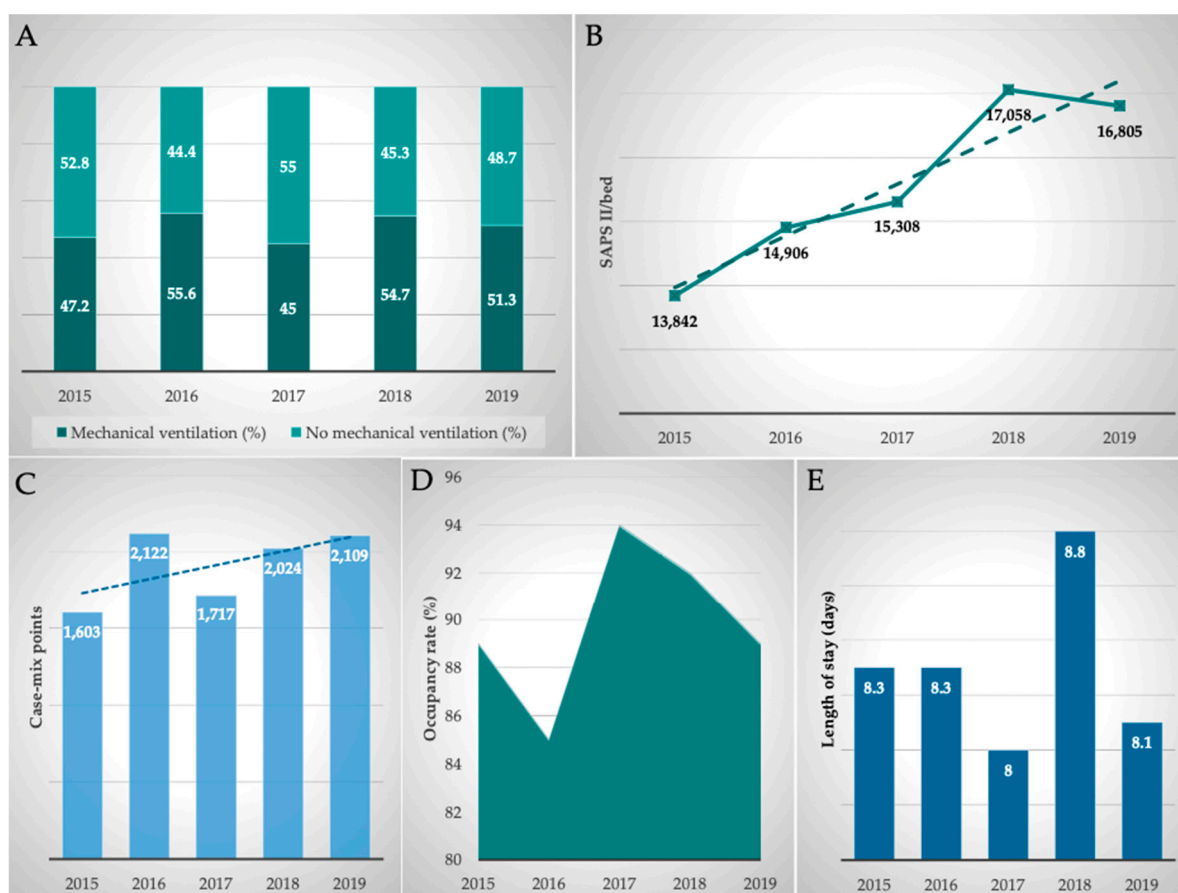 A
52.8
44.4
55
45.3
48.7
47.2
55.6
45
54.7
51.3
2015 2016 2017 2018 2019
Mechanical ventilation (%) No mechanical ventilation (%)
B
SAPS II/bed
13,842
14,906
15,308
17,058
16,805
2015 2016 2017 2018 2019
C
Case-mix points
1,603
2,122
1,717
2,024
2,109
2015 2016 2017 2018 2019
D
Occupancy rate (%)
96
94
92
90
88
86
84
82
80
2015 2016 2017 2018 2019
E
Length of stay (days)
8.3
8.3
8
8.8
8.1
2015 2016 2017 2018 2019